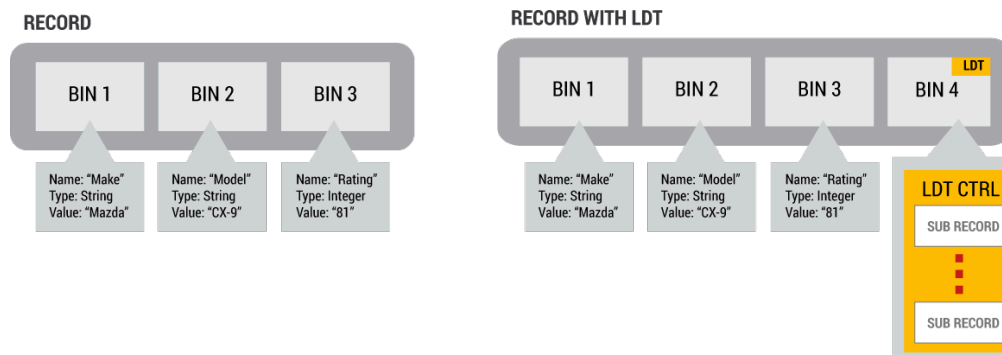 RECORD
BIN 1
BIN 2
BIN 3
Name: “Make”
Type: String
Value: “Mazda”
Name: “Model”
Type: String
Value: “CX-9”
Name: “Rating”
Type: Integer
Value: “81”
RECORD WITH LDT
BIN 1
BIN 2
BIN 3
LDT
BIN 4
Name: “Make”
Type: String
Value: “Mazda”
Name: “Model”
Type: String
Value: “CX-9”
Name: “Rating”
Type: Integer
Value: “81”
LDT CTRL
SUB RECORD
SUB RECORD